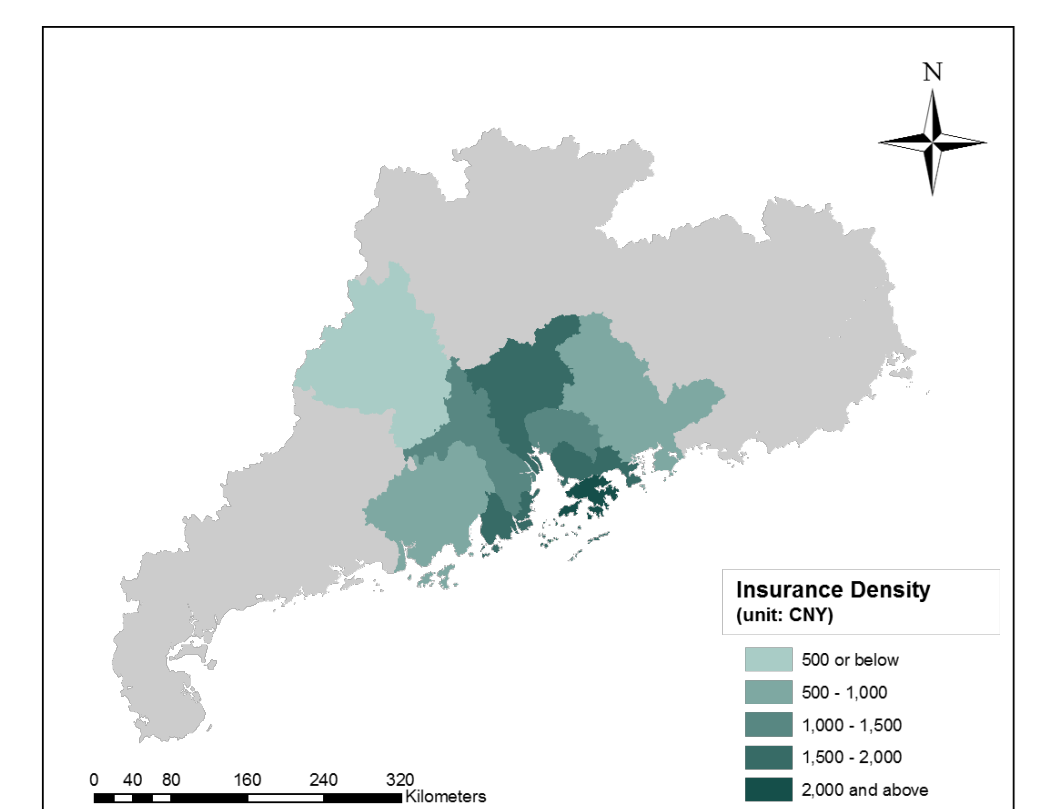 N
Insurance Density
(unit: CNY)
500 or below
500 - 1,000
1,000 - 1,500
1,500 - 2,000
2,000 and above
0 40 80 160 240 320
Kilometers